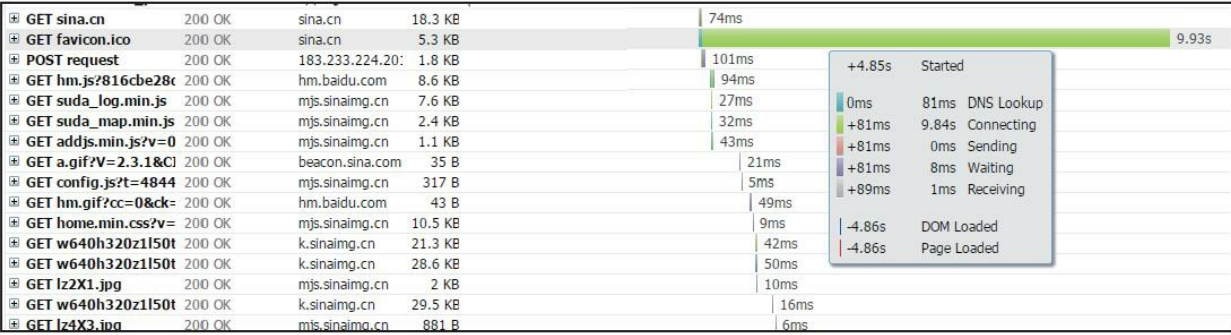 GET sina.cn 200 OK sina.cn 18.3 KB 74ms
GET favicon.ico 200 OK sina.cn 5.3 KB 9.93s
POST request 200 OK 183.233.224.20 1.8 KB 101ms
GET hm.js?816cbe28c 200 OK hm.baidu.com 8.6 KB 94ms
GET suda_log.min.js 200 OK mjs.sinaimg.cn 7.6 KB 27ms
GET suda_map.min.js 200 OK mjs.sinaimg.cn 2.4 KB 32ms
GET addjs.min.js?v=0 200 OK mjs.sinaimg.cn 1.1 KB 43ms
GET a.gif?V=2.3.1&CI 200 OK beacon.sina.com 35 B 21ms
GET config.js?t=4844 200 OK mjs.sinaimg.cn 317 B 5ms
GET hm.gif?cc=0&ck= 200 OK hm.baidu.com 43 B 49ms
GET home.min.css?v= 200 OK mjs.sinaimg.cn 10.5 KB 9ms
GET w640h320z1l50t 200 OK k.sinaimg.cn 21.3 KB 42ms
GET w640h320z1l50t 200 OK k.sinaimg.cn 28.6 KB 50ms
GET lz2X1.jpg 200 OK mjs.sinaimg.cn 2 KB 10ms
GET w640h320z1l50t 200 OK k.sinaimg.cn 29.5 KB 16ms
GET lz4X3.jpg 200 OK mjs.sinaimg.cn 881 B 6ms
+4.85s Started
0ms 81ms DNS Lookup
+81ms 9.84s Connecting
+81ms 0ms Sending
+81ms 8ms Waiting
+89ms 1ms Receiving
-4.86s DOM Loaded
-4.86s Page Loaded